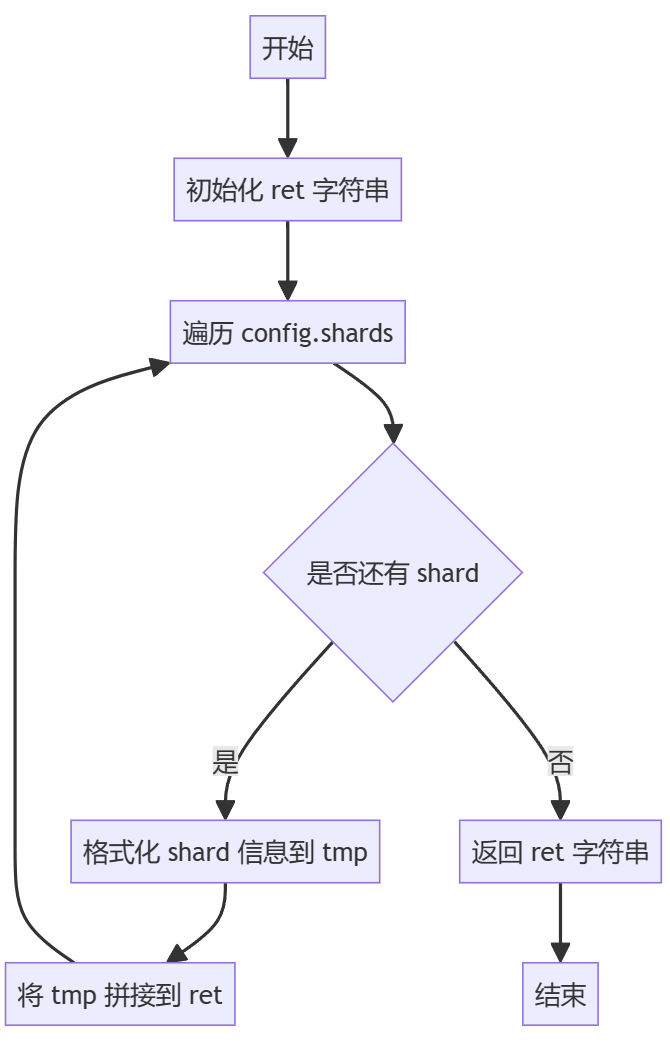 开始
初始化 ret 字符串
遍历 config.shards
是否还有 shard
是
否
格式化 shard 信息到 tmp
返回 ret 字符串
将 tmp 拼接到 ret
结束